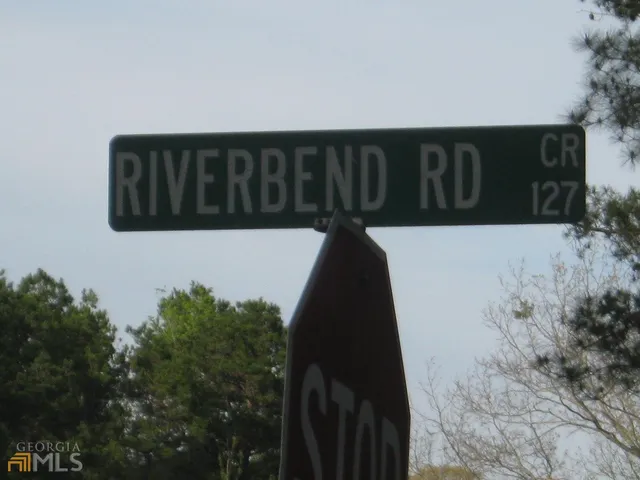 RIVERBEND RD
CR
127
STOP
GEORGIA
MLS